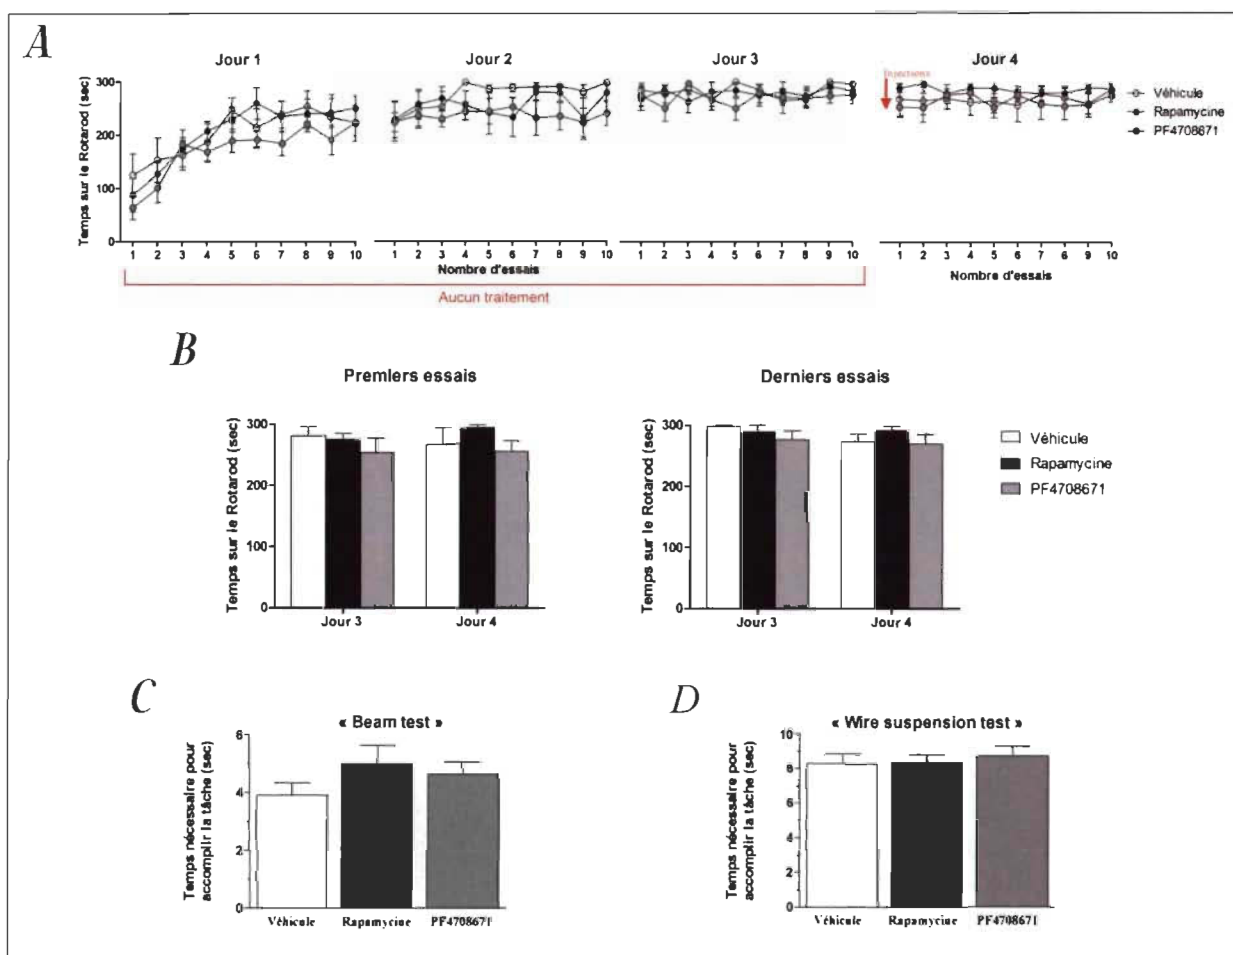 A
Jour 1
Jour 2
Jour 3
Jour 4
Temps sur le Rotarod (sec)
300
200
100
0
1 2 3 4 5 6 7 8 9 10
1 2 3 4 5 6 7 8 9 10
1 2 3 4 5 6 7 8 9 10
1 2 3 4 5 6 7 8 9 10
Nombre d'essais
Nombre d'essais
Aucun traitement
Véhicule
Rapamycine
PF4708671
B
Premiers essais
Temps sur le Rotarod (sec)
300
200
100
0
Jour 3
Jour 4
Derniers essais
Temps sur le Rotarod (sec)
300
200
100
0
Jour 3
Jour 4
Véhicule
Rapamycine
PF4708671
C
« Beam test »
Temps nécessaire pour
accomplir la tâche (sec)
6
4
2
0
Véhicule
Rapamycine
PF4708671
D
« Wire suspension test »
Temps nécessaire pour
accomplir la tâche (sec)
10
8
6
4
2
0
Véhicule
Rapamycine
PF4708671